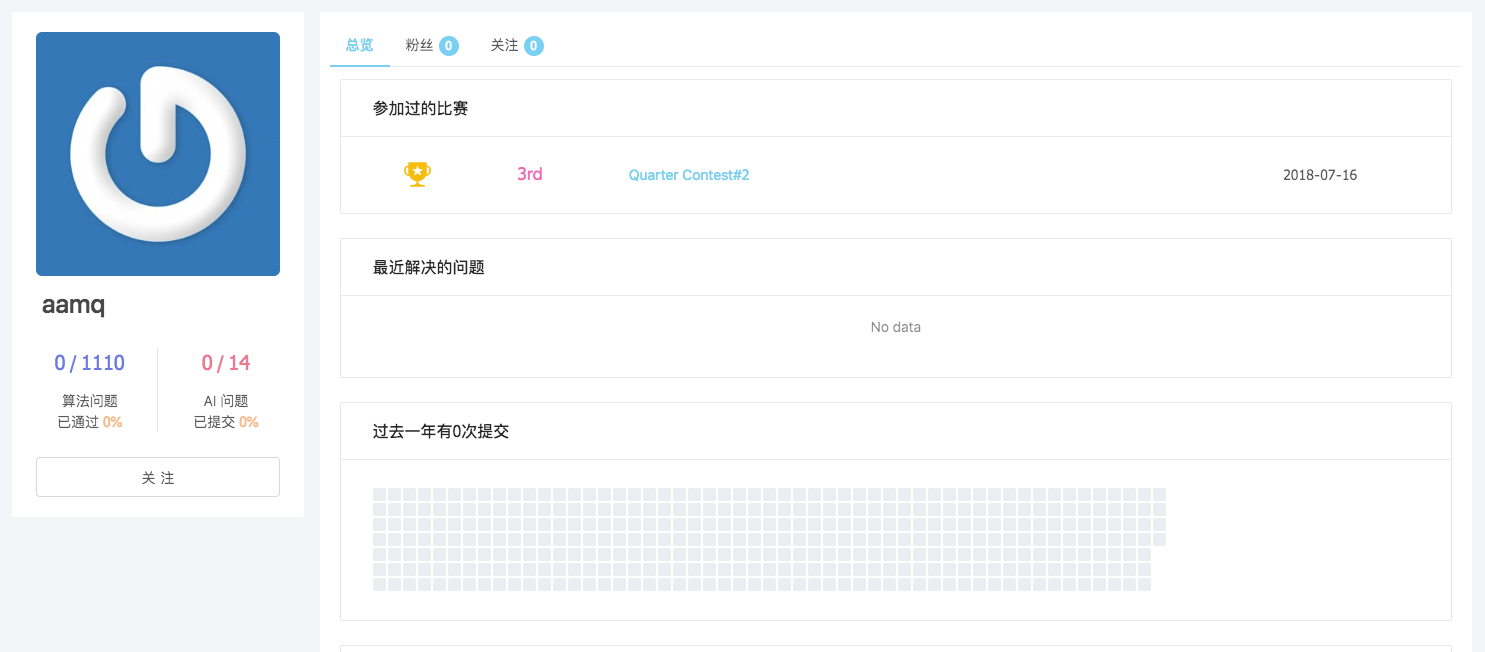 aamq
0 / 1110
算法问题
已通过 0%
0 / 14
AI 问题
已提交 0%
关 注
总览 粉丝 0 关注 0
参加过的比赛
3rd Quarter Contest#2 2018-07-16
最近解决的问题
No data
过去一年有0次提交